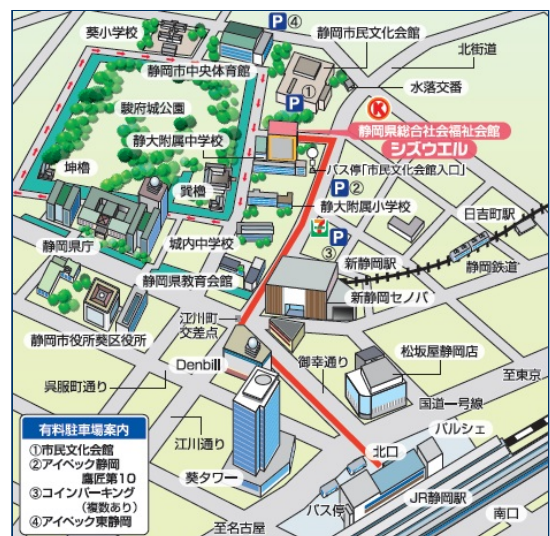 葵小学校
P④
静岡市民文化会館
北街道
静岡市中央体育館
①
水落交番
P
K
駿府城公園
静岡県総合社会福祉会館
シズウエル
静大附属中学校
坤櫓
バス停「市民文化会館入口」
巽櫓
P②
静大附属小学校
日吉町駅
静岡県庁
城内中学校
7
P
③
新静岡駅
静岡鉄道
静岡県教育会館
新静岡セノバ
江川町
交差点
静岡市役所葵区役所
御幸通り
松坂屋静岡店
Denbill
至東京
呉服町通り
国道一号線
パルシェ
有料駐車場案内
①市民文化会館
②アイペック静岡
鷹匠第10
③コインパーキング
(複数あり)
④アイペック東静岡
江川通り
北口
葵タワー
JR静岡駅
バス停
南口
至名古屋